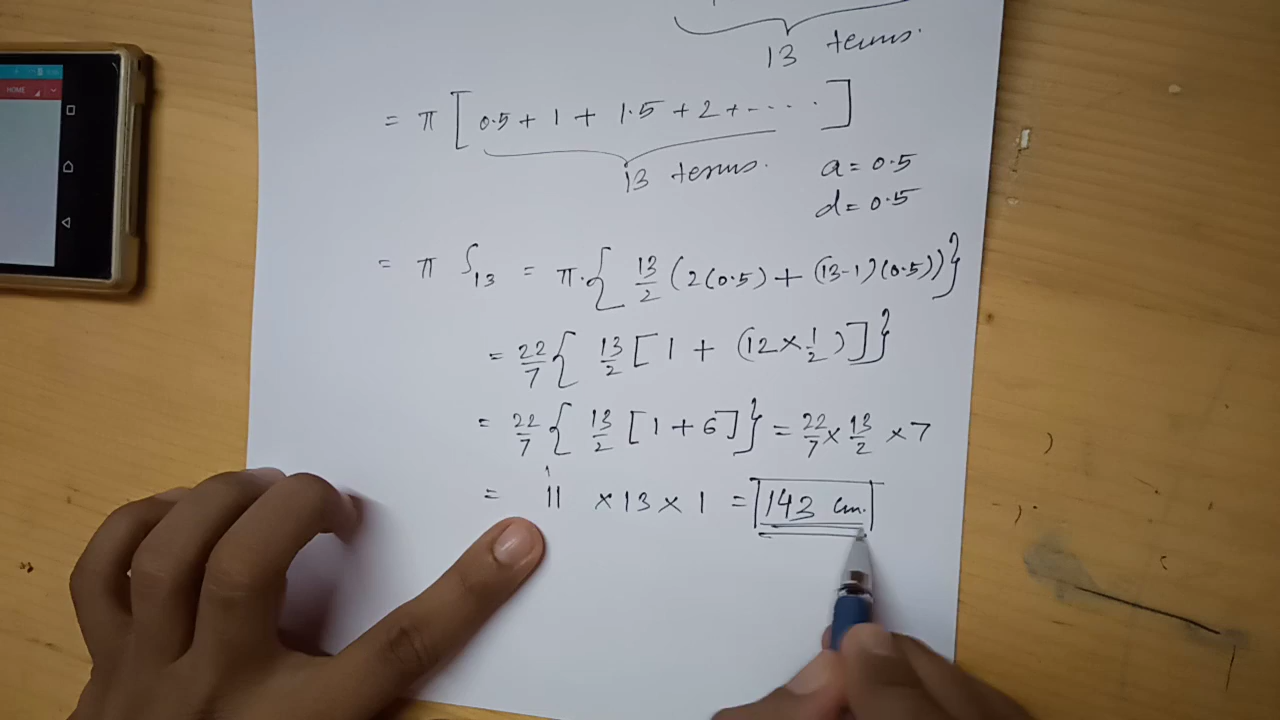 13 terms.
= π [ 0.5 + 1 + 1.5 + 2 + ..... ]
13 terms. a = 0.5
d = 0.5
HOME
= π S13 = π.{ 13/2 (2(0.5) + (13-1)(0.5))}
= 22/7 { 13/2 [ 1 + (12 × 1/2 )]}
= 22/7 { 13/2 [ 1 + 6 ]} = 22/7 × 13/2 × 7
= 11 × 13 × 1 = 143 cm.